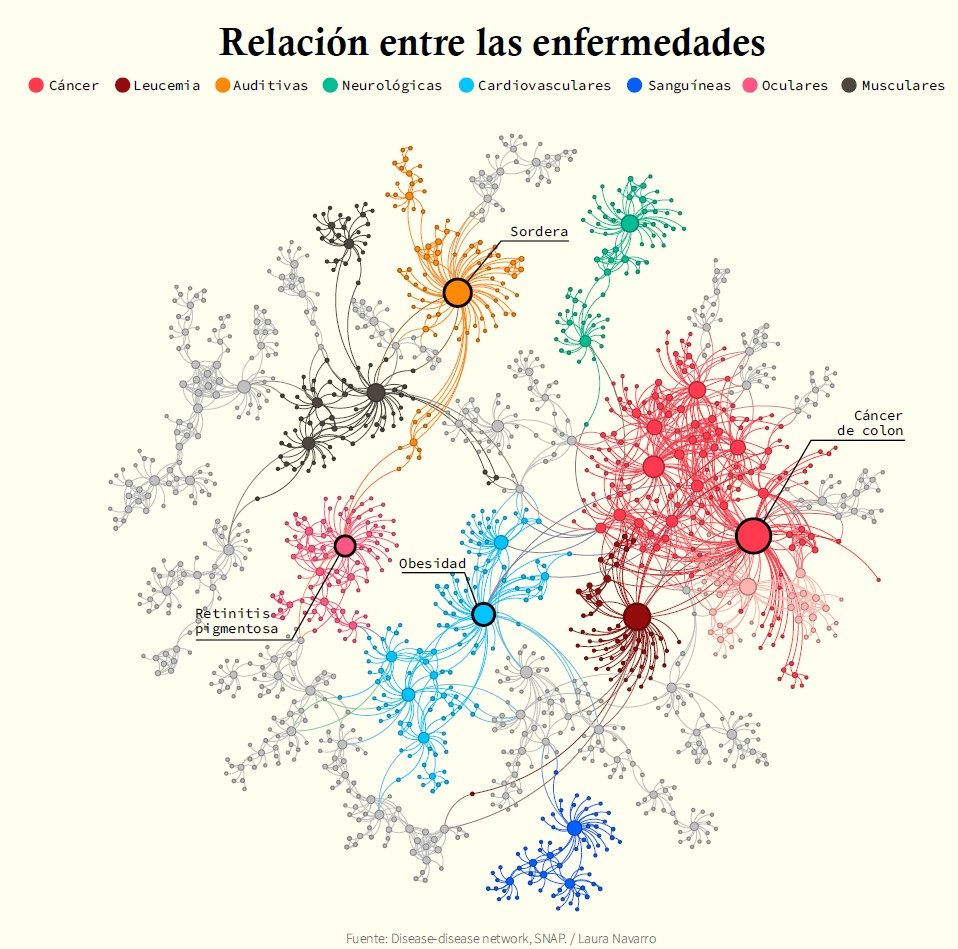 Relación entre las enfermedades
Cáncer Leucemia Auditivas Neurológicas Cardiovasculares Sanguíneas Oculares Musculares
Sordera
Cáncer
de colon
Obesidad
Retinitis
pigmentosa
Fuente: Disease-disease network, SNAP. / Laura Navarro